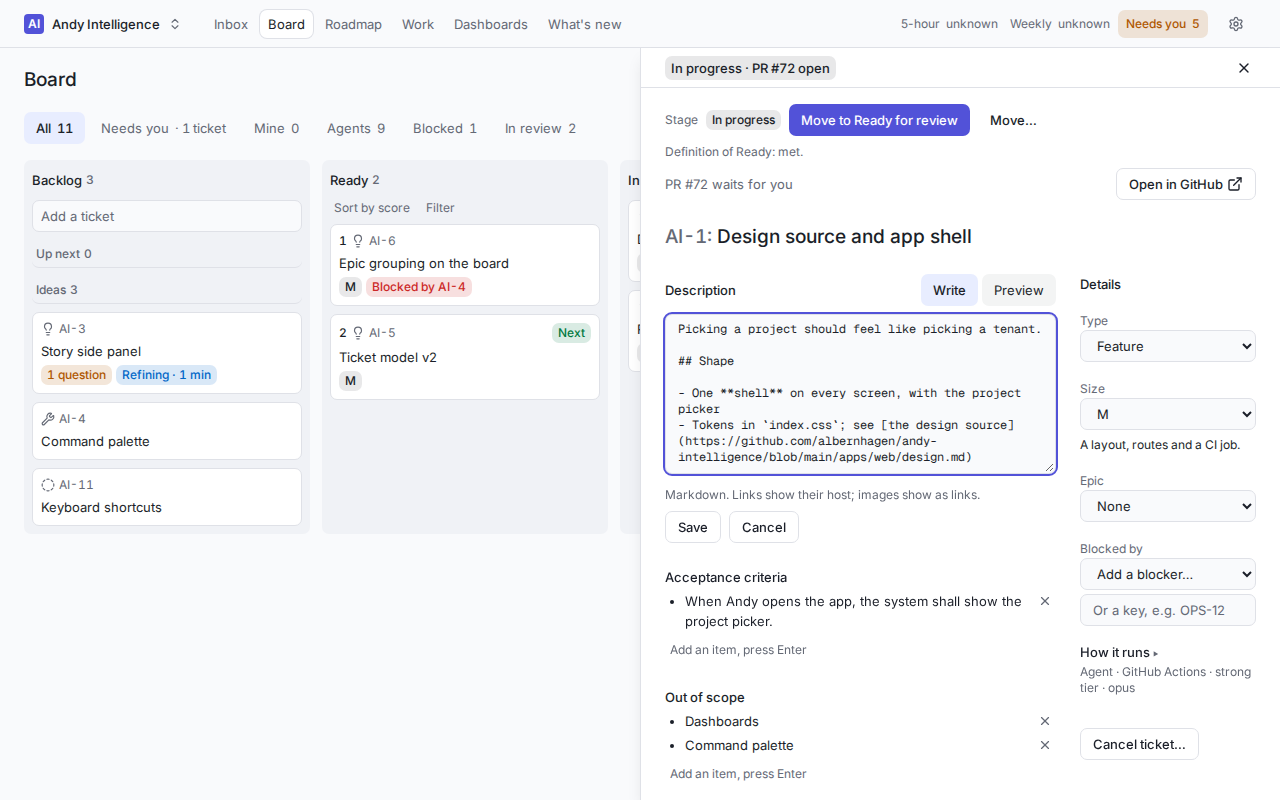 AI Andy Intelligence Inbox Board Roadmap Work Dashboards What's new 5-hour unknown Weekly unknown Needs you 5
Board
All 11 Needs you · 1 ticket Mine 0 Agents 9 Blocked 1 In review 2
Backlog 3
Add a ticket
Up next 0
Ideas 3
AI-3
Story side panel
1 question Refining · 1 min
AI-4
Command palette
AI-11
Keyboard shortcuts
Ready 2
Sort by score Filter
1 AI-6
Epic grouping on the board
M Blocked by AI-4
2 AI-5 Next
Ticket model v2
M
In
In progress · PR #72 open
Stage In progress Move to Ready for review Move...
Definition of Ready: met.
PR #72 waits for you Open in GitHub
AI-1: Design source and app shell
Description Write Preview
Picking a project should feel like picking a tenant.
## Shape
- One **shell** on every screen, with the project
picker
- Tokens in `index.css`; see [the design source]
(https://github.com/albernhagen/andy-
intelligence/blob/main/apps/web/design.md)
Markdown. Links show their host; images show as links.
Save Cancel
Acceptance criteria
• When Andy opens the app, the system shall show the
project picker.
Add an item, press Enter
Out of scope
• Dashboards
• Command palette
Add an item, press Enter
Details
Type
Feature
Size
M
A layout, routes and a CI job.
Epic
None
Blocked by
Add a blocker...
Or a key, e.g. OPS-12
How it runs ▸
Agent · GitHub Actions · strong
tier · opus
Cancel ticket...